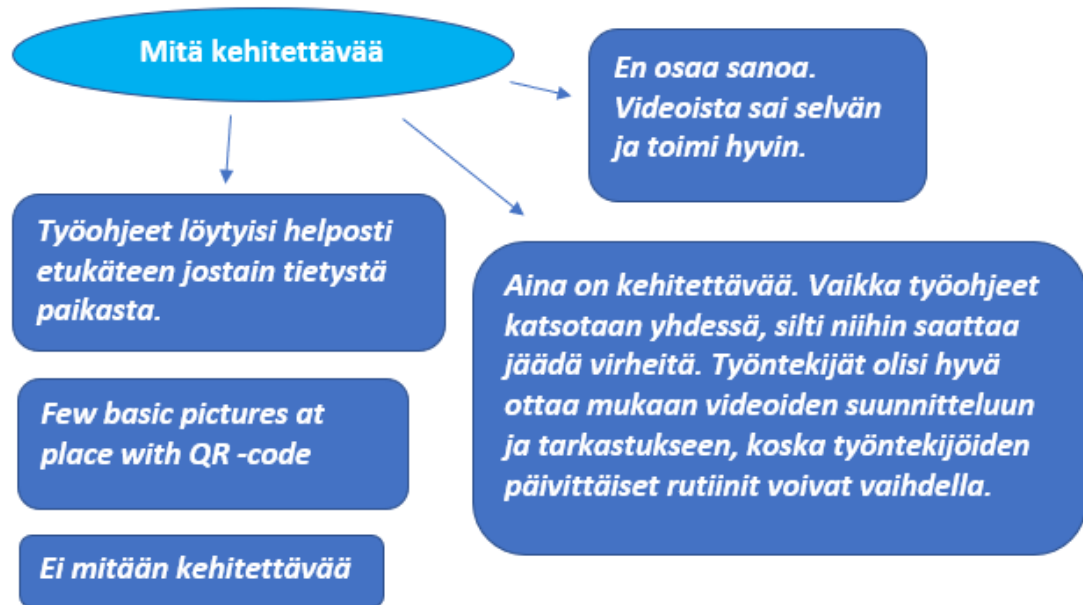 Mitä kehitettävää
En osaa sanoa.
Videoista sai selvän
ja toimi hyvin.
Työohjeet löytyisi helposti
etukäteen jostain tietystä
paikasta.
Aina on kehitettävää. Vaikka työohjeet
katsotaan yhdessä, silti niihin saattaa
jäädä virheitä. Työntekijät olisi hyvä
ottaa mukaan videoiden suunnitteluun
ja tarkastukseen, koska työntekijöiden
päivittäiset rutiinit voivat vaihdella.
Few basic pictures at
place with QR -code
Ei mitään kehitettävää